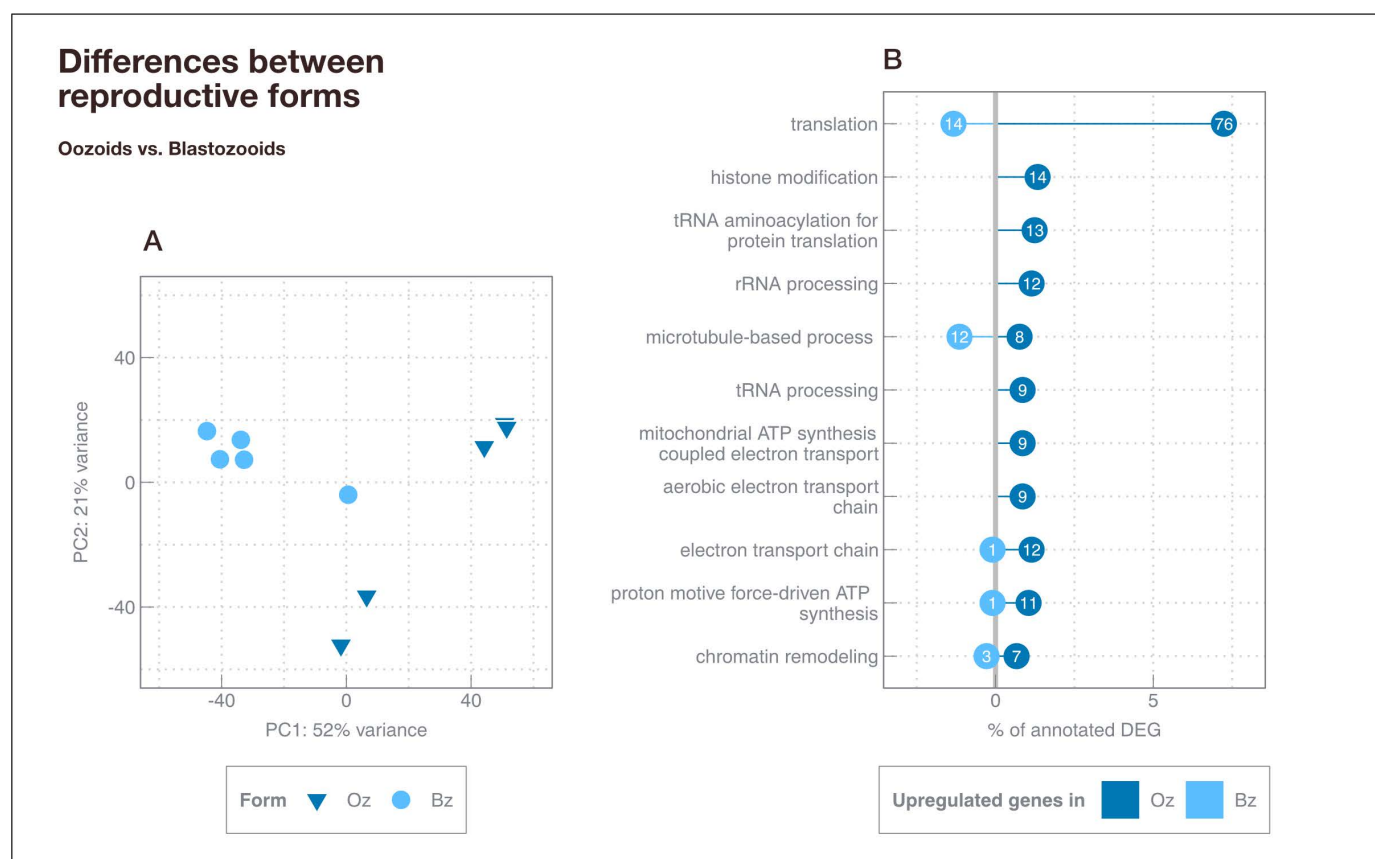 Differences between
reproductive forms
Oozoids vs. Blastozooids
A
40
0
-40
PC2: 21% variance
-40
0
40
PC1: 52% variance
Form Oz Bz
B
translation
14
76
histone modification
14
tRNA aminoacylation for
protein translation
13
rRNA processing
12
microtubule-based process
12
8
tRNA processing
9
mitochondrial ATP synthesis
coupled electron transport
9
aerobic electron transport
chain
9
electron transport chain
1
12
proton motive force-driven ATP
synthesis
1
11
chromatin remodeling
3
7
0
5
% of annotated DEG
Upregulated genes in Oz Bz